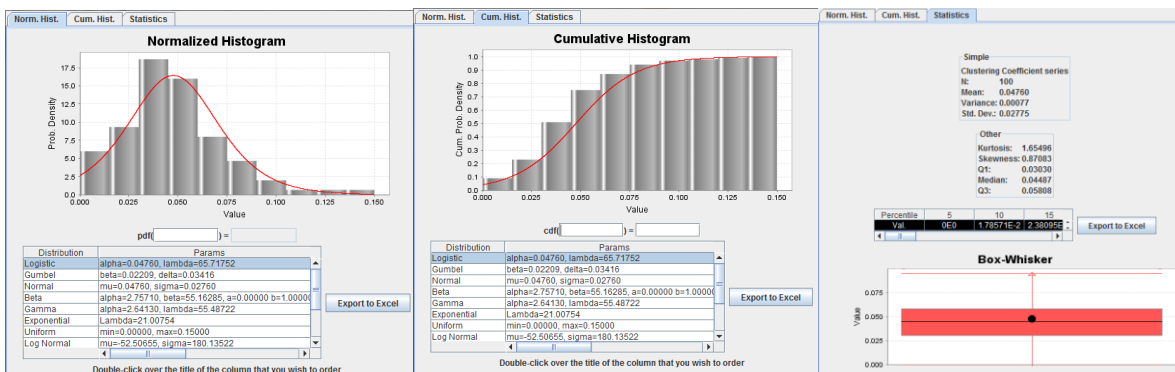 Norm. Hist. Cum. Hist. Statistics
Normalized Histogram
Prob. Density
17.5
15.0
12.5
10.0
7.5
5.0
2.5
0.0
0.000 0.025 0.050 0.075 0.100 0.125 0.150
Value
pdf( ) =
Distribution Params
Logistic alpha=0.04760, lambda=65.71752
Gumbel beta=0.02209, delta=0.03416
Normal mu=0.04760, sigma=0.02760
Beta alpha=2.75710, beta=55.16285, a=0.00000 b=1.00000
Gamma alpha=2.64130, lambda=55.48722
Exponential Lambda=21.00754
Uniform min=0.00000, max=0.15000
Log Normal mu=-52.50655, sigma=180.13522
Export to Excel
Double-click over the title of the column that you wish to order
Norm. Hist. Cum. Hist. Statistics
Cumulative Histogram
Cum. Prob. Density
1.0
0.9
0.8
0.7
0.6
0.5
0.4
0.3
0.2
0.1
0.0
0.000 0.025 0.050 0.075 0.100 0.125 0.150
Value
cdf( ) =
Distribution Params
Logistic alpha=0.04760, lambda=65.71752
Gumbel beta=0.02209, delta=0.03416
Normal mu=0.04760, sigma=0.02760
Beta alpha=2.75710, beta=55.16285, a=0.00000 b=1.00000
Gamma alpha=2.64130, lambda=55.48722
Exponential Lambda=21.00754
Uniform min=0.00000, max=0.15000
Log Normal mu=-52.50655, sigma=180.13522
Export to Excel
Double-click over the title of the column that you wish to order
Norm. Hist. Cum. Hist. Statistics
Simple
Clustering Coefficient series
N: 100
Mean: 0.04760
Variance: 0.00077
Std. Dev.: 0.02775
Other
Kurtosis: 1.65496
Skewness: 0.87083
Q1: 0.03030
Median: 0.04487
Q3: 0.05808
Percentile 5 10 15
Val. 0E0 1.78571E-2 2.38095E
Export to Excel
Box-Whisker
Value
0.075
0.050
0.025
0.000